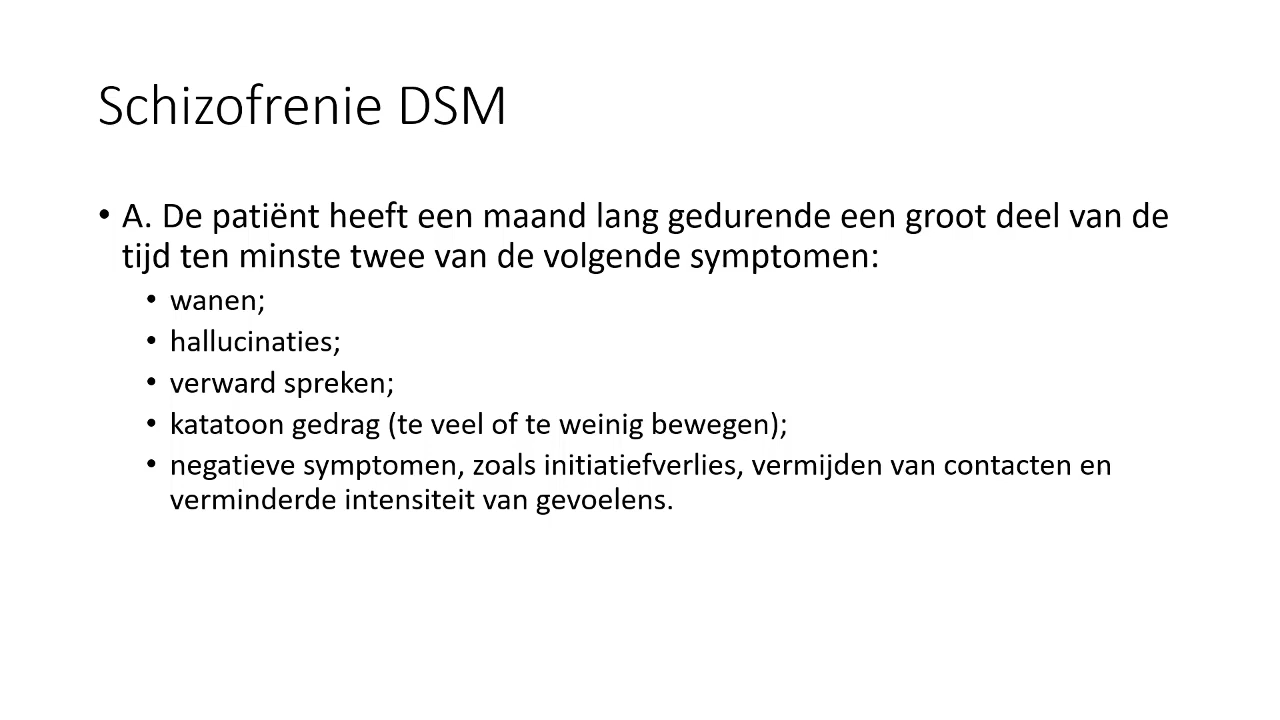 Schizofrenie DSM
• A. De patiënt heeft een maand lang gedurende een groot deel van de
tijd ten minste twee van de volgende symptomen:
• wanen;
• hallucinaties;
• verward spreken;
• katatoon gedrag (te veel of te weinig bewegen);
• negatieve symptomen, zoals initiatiefverlies, vermijden van contacten en
verminderde intensiteit van gevoelens.